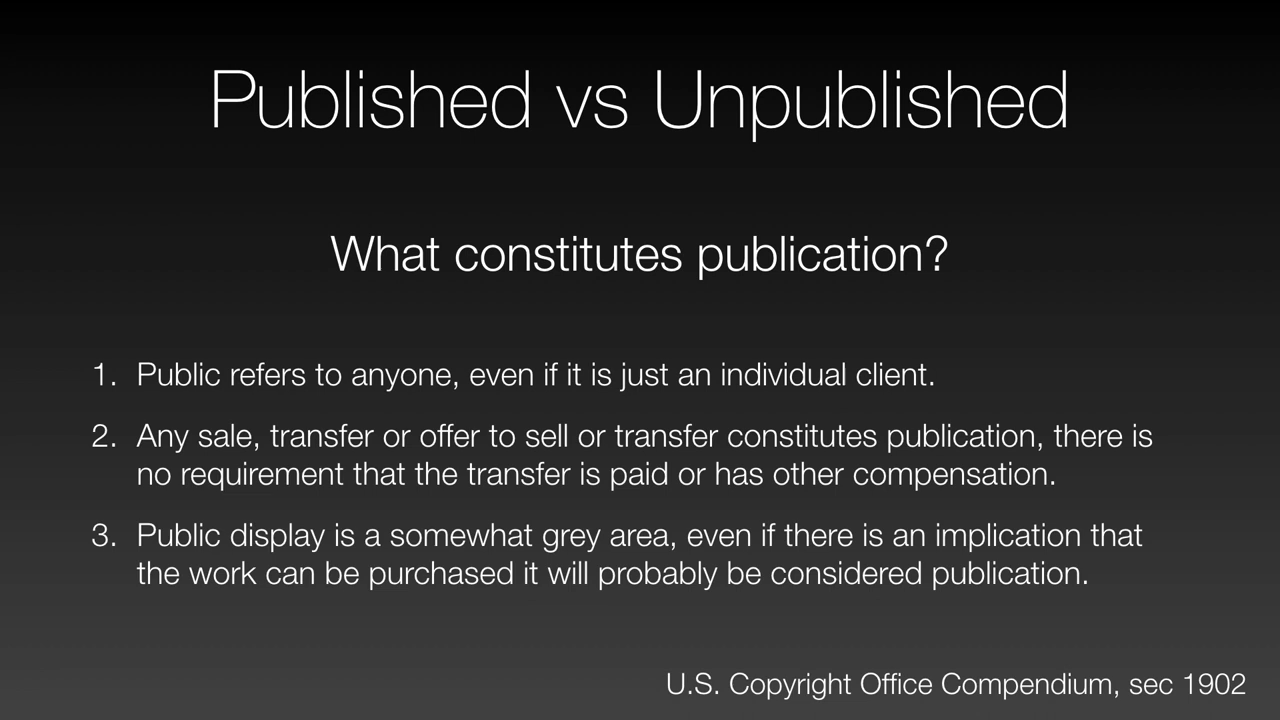 Published vs Unpublished
What constitutes publication?
1. Public refers to anyone, even if it is just an individual client.
2. Any sale, transfer or offer to sell or transfer constitutes publication, there is
no requirement that the transfer is paid or has other compensation.
3. Public display is a somewhat grey area, even if there is an implication that
the work can be purchased it will probably be considered publication.
U.S. Copyright Office Compendium, sec 1902